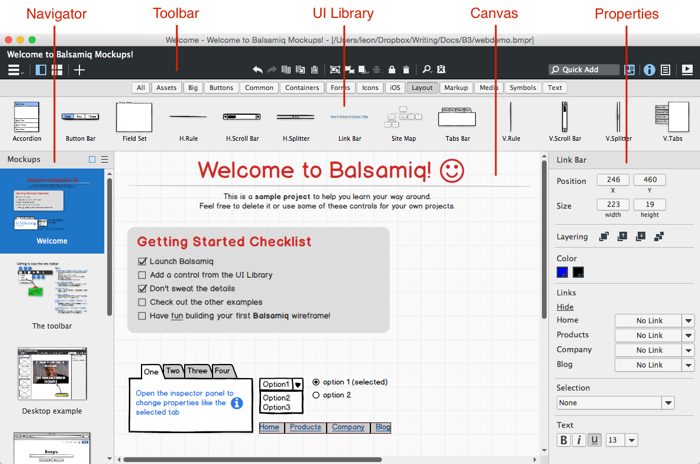 Navigator Toolbar UI Library Canvas Properties
Welcome - Welcome to Balsamiq Mockups! - [/Users/leon/Dropbox/Writing/Docs/B3/webdemo.bmpr]
Welcome to Balsamiq Mockups!
Quick Add
All Assets Big Buttons Common Containers Forms Icons iOS Layout Markup Media Symbols Text
Accordion Button Bar Field Set H.Rule H.Scroll Bar H.Splitter Link Bar Site Map Tabs Bar V.Rule V.Scroll Bar V.Splitter V.Tabs
Mockups
Welcome
The toolbar
Desktop example
Welcome to Balsamiq!
This is a sample project to help you learn your way around.
Feel free to delete it or use some of these controls for your own projects.
Getting Started Checklist
Launch Balsamiq
Add a control from the UI Library
Don't sweat the details
Check out the other examples
Have fun building your first Balsamiq wireframe!
One Two Three Four
Open the inspector panel to
change properties like the
selected tab
Option1
Option2
Option3
option 1 (selected)
option 2
Home Products Company Blog
Link Bar
Position 246 460
X Y
Size 223 19
width height
Layering
Color
Links
Hide
Home No Link
Products No Link
Company No Link
Blog No Link
Selection
None
Text
B i u 13